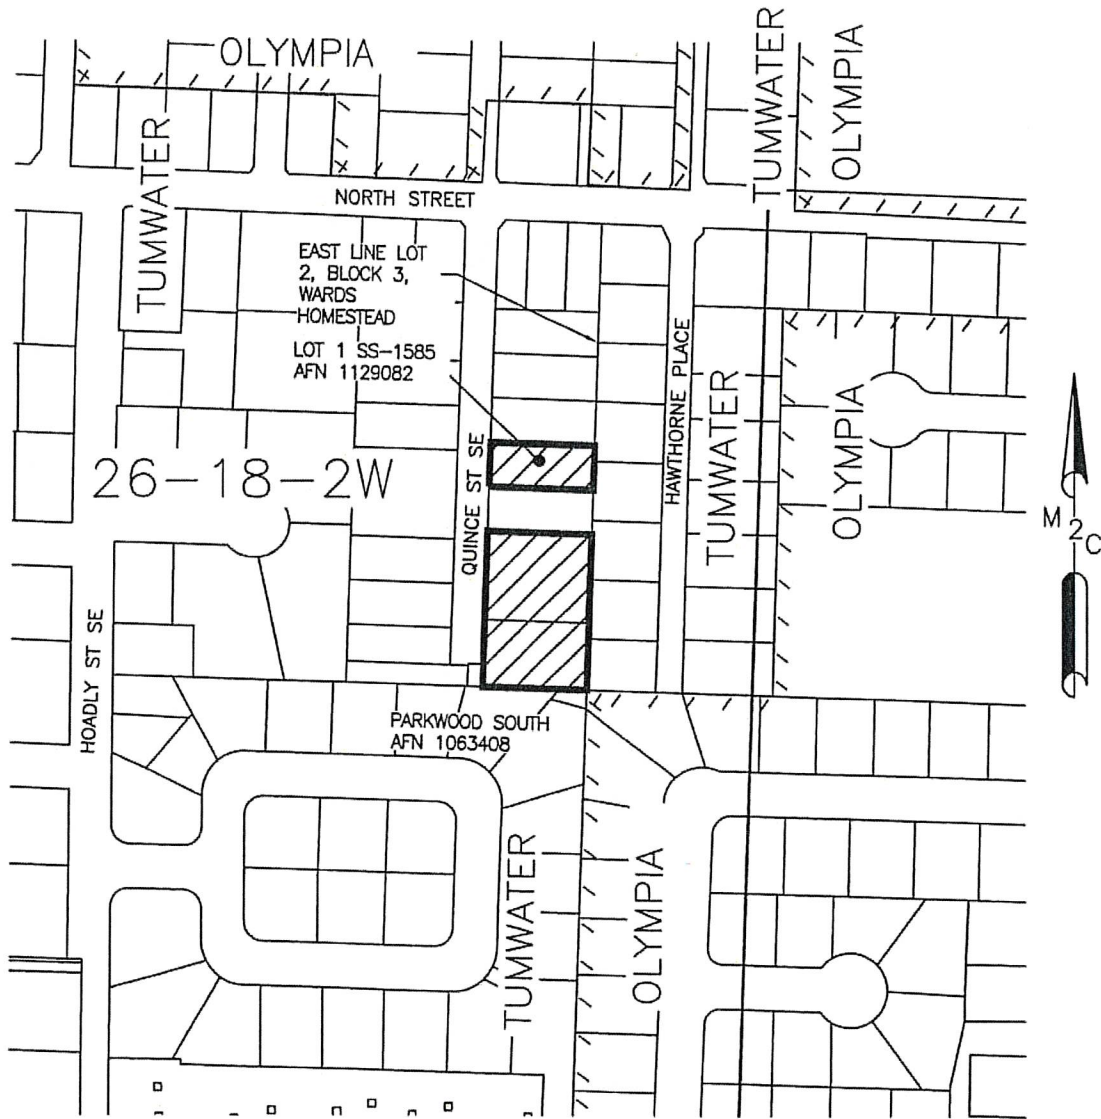 OLYMPIA
TUMWATER
OLYMPIA
TUMWATER
NORTH STREET
EAST LINE LOT
2, BLOCK 3,
WARDS
HOMESTEAD
LOT 1 SS-1585
AFN 1129082
HAWTHORNE PLACE
TUMWATER
OLYMPIA
26-18-2W
QUINCE ST SE
M2C
HOADLY ST SE
PARKWOOD SOUTH
AFN 1063408
TUMWATER
OLYMPIA